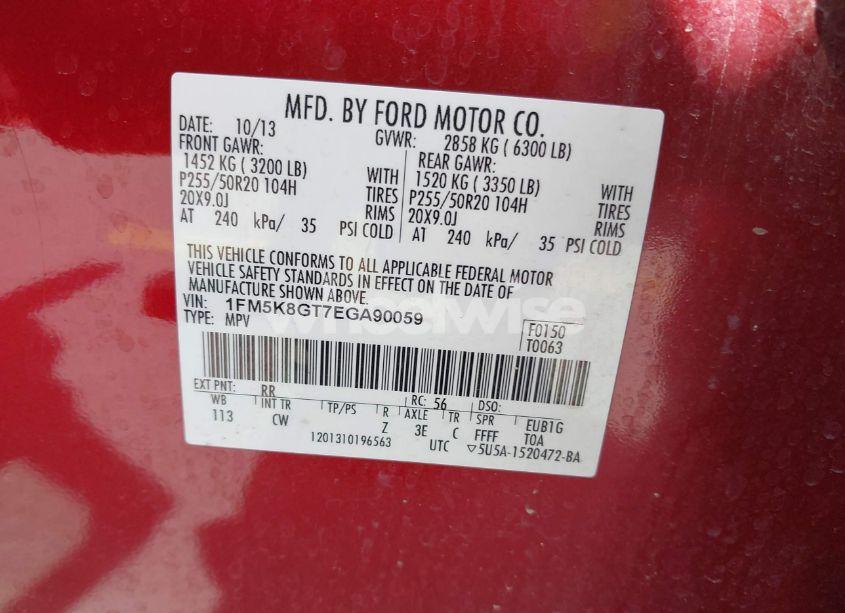 MFD. BY FORD MOTOR CO.
DATE: 10/13 GVWR: 2858 KG ( 6300 LB)
FRONT GAWR: REAR GAWR:
1452 KG ( 3200 LB) WITH 1520 KG ( 3350 LB) WITH
P255/50R20 104H TIRES P255/50R20 104H TIRES
20X9.0J RIMS 20X9.0J RIMS
AT 240 kPa/ 35 PSI COLD AT 240 kPa/ 35 PSI COLD
THIS VEHICLE CONFORMS TO ALL APPLICABLE FEDERAL MOTOR
VEHICLE SAFETY STANDARDS IN EFFECT ON THE DATE OF
MANUFACTURE SHOWN ABOVE.
VIN: 1FM5K8GT7EGA90059
TYPE: MPV
F0150
T0063
wheelwise
EXT PNT: RR RC: 56 DSO:
WB INT TR TP/PS R AXLE TR SPR EUB1G
113 CW Z 3E C FFFF TOA
1201310196563 UTC ▽5U5A-1520472-BA